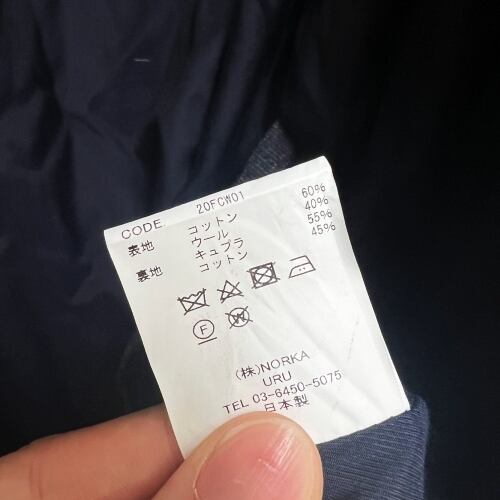 CODE. 20FCW01
表地 コットン 60%
ウール 40%
裏地 キュプラ 55%
コットン 45%
F
W
(株)NORKA
URU
TEL 03-6450-5075
日本製